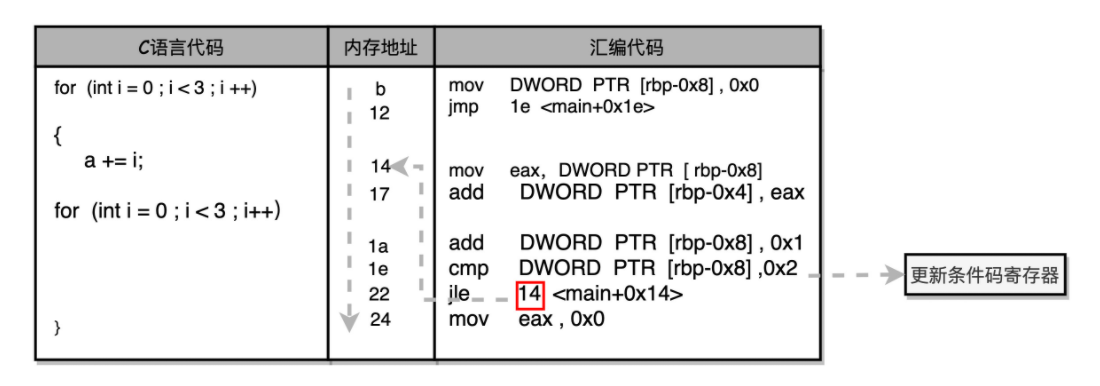 C语言代码 内存地址 汇编代码
for (int i = 0 ; i < 3 ; i ++) b mov DWORD PTR [rbp-0x8] , 0x0
12 jmp 1e <main+0x1e>
{
a += i; 14 mov eax, DWORD PTR [ rbp-0x8]
17 add DWORD PTR [rbp-0x4] , eax
for (int i = 0 ; i < 3 ; i++)
1a add DWORD PTR [rbp-0x8] , 0x1
1e cmp DWORD PTR [rbp-0x8] ,0x2 更新条件码寄存器
22 jle 14 <main+0x14>
} 24 mov eax , 0x0